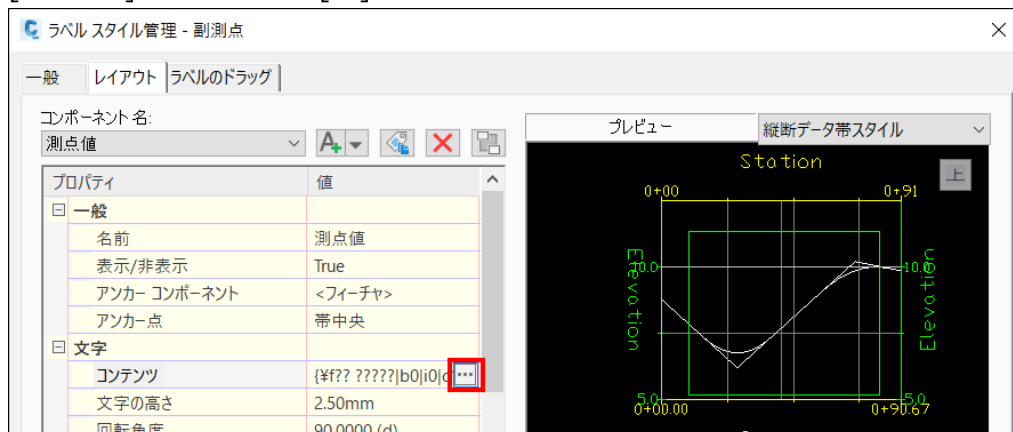 ラベル スタイル管理 - 副測点
一般 レイアウト ラベルのドラッグ
コンポーネント名:
測点値
プロパティ 値
一般
名前 測点値
表示/非表示 True
アンカー コンポーネント <フィーチャ>
アンカー点 帯中央
文字
コンテンツ {¥f?? ?????|b0|i0|c
文字の高さ 2.50mm
回転角度 90.0000 (d)
プレビュー 縦断データ帯スタイル
Station
上
0+00 0+91
Elevation
10.0 10.0
Elevation
5.0 5.0
0+00.00 0+90.67